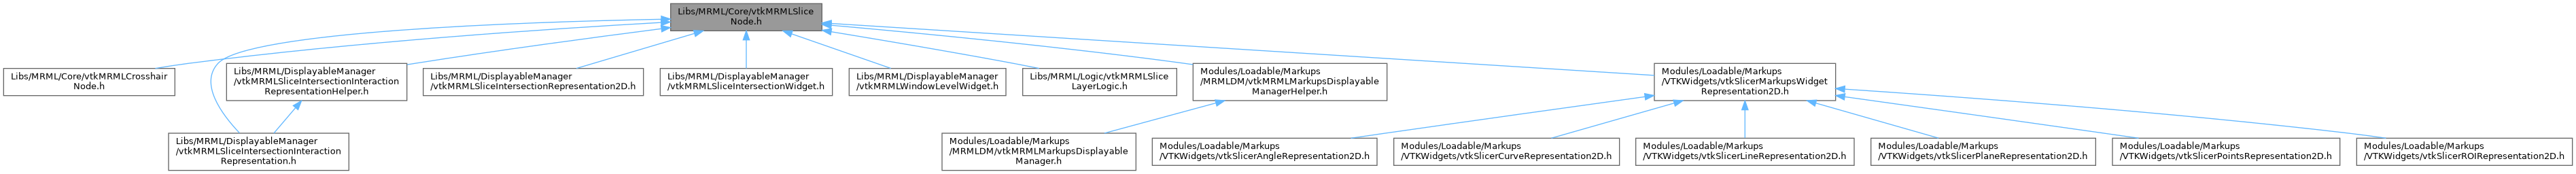 Libs/MRML/Core/vtkMRMLSlice
Node.h
Libs/MRML/Core/vtkMRMLCrosshair
Node.h
Libs/MRML/DisplayableManager
/vtkMRMLSliceIntersectionInteraction
RepresentationHelper.h
Libs/MRML/DisplayableManager
/vtkMRMLSliceIntersectionRepresentation2D.h
Libs/MRML/DisplayableManager
/vtkMRMLSliceIntersectionWidget.h
Libs/MRML/DisplayableManager
/vtkMRMLWindowLevelWidget.h
Libs/MRML/Logic/vtkMRMLSlice
LayerLogic.h
Modules/Loadable/Markups
/MRMLDM/vtkMRMLMarkupsDisplayable
ManagerHelper.h
Modules/Loadable/Markups
/VTKWidgets/vtkSlicerMarkupsWidget
Representation2D.h
Libs/MRML/DisplayableManager
/vtkMRMLSliceIntersectionInteraction
Representation.h
Modules/Loadable/Markups
/MRMLDM/vtkMRMLMarkupsDisplayable
Manager.h
Modules/Loadable/Markups
/VTKWidgets/vtkSlicerAngleRepresentation2D.h
Modules/Loadable/Markups
/VTKWidgets/vtkSlicerCurveRepresentation2D.h
Modules/Loadable/Markups
/VTKWidgets/vtkSlicerLineRepresentation2D.h
Modules/Loadable/Markups
/VTKWidgets/vtkSlicerPlaneRepresentation2D.h
Modules/Loadable/Markups
/VTKWidgets/vtkSlicerPointsRepresentation2D.h
Modules/Loadable/Markups
/VTKWidgets/vtkSlicerROIRepresentation2D.h